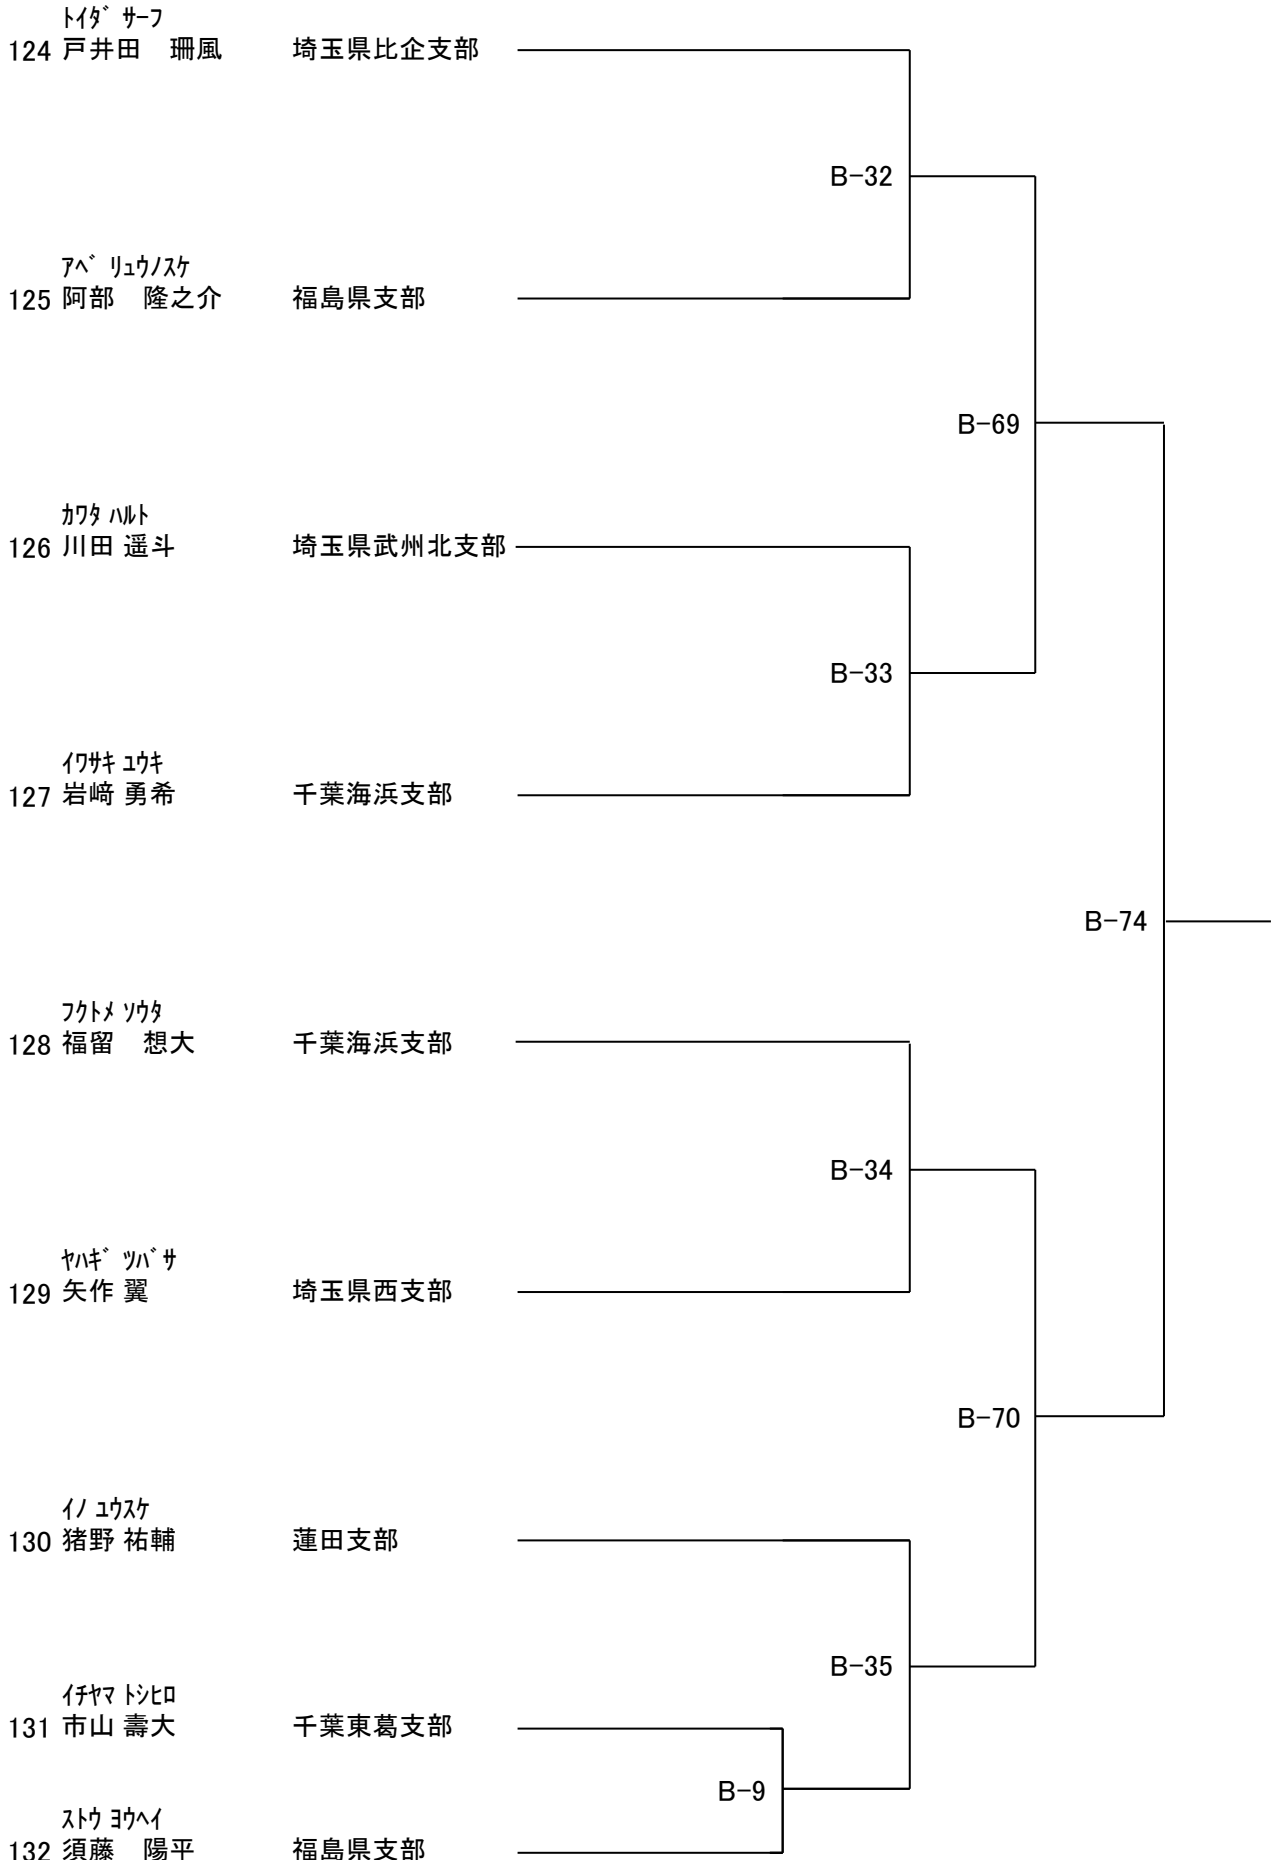 ﾄｲﾀﾞ ｻｰﾌ
124 戸井田　珊風 埼玉県比企支部
B-32
ｱﾍﾞ ﾘｭｳﾉｽｹ
125 阿部　隆之介 福島県支部
B-69
ｶﾜﾀ ﾊﾙﾄ
126 川田 遥斗 埼玉県武州北支部
B-33
ｲﾜｻｷ ﾕｳｷ
127 岩﨑 勇希 千葉海浜支部
B-74
ﾌｸﾄﾒ ｿｳﾀ
128 福留　想大 千葉海浜支部
B-34
ﾔﾊｷﾞ ﾂﾊﾞｻ
129 矢作 翼 埼玉県西支部
B-70
ｲﾉ ﾕｳｽｹ
130 猪野 祐輔 蓮田支部
B-35
ｲﾁﾔﾏ ﾄｼﾋﾛ
131 市山 壽大 千葉東葛支部
B-9
ｽﾄｳ ﾖｳﾍｲ
132 須藤　陽平 福島県支部